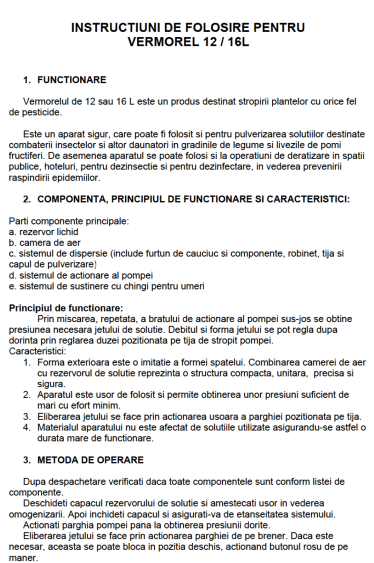 INSTRUCTIUNI DE FOLOSIRE PENTRU
VERMOREL 12 / 16L
1. FUNCTIONARE
Vermorelul de 12 sau 16 L este un produs destinat stropirii plantelor cu orice fel
de pesticide.
Este un aparat sigur, care poate fi folosit si pentru pulverizarea solutiilor destinate
combaterii insectelor si altor daunatori in gradinile de legume si livezile de pomi
fructiferi. De asemenea aparatul se poate folosi si la operatiuni de deratizare in spatii
publice, hoteluri, pentru dezinsectie si pentru dezinfectare, in vederea prevenirii
raspindirii epidemiilor.
2. COMPONENTA, PRINCIPIUL DE FUNCTIONARE SI CARACTERISTICI:
Parti componente principale:
a. rezervor lichid
b. camera de aer
c. sistemul de dispersie (include furtun de cauciuc si componente, robinet, tija si
capul de pulverizare)
d. sistemul de actionare al pompei
e. sistemul de sustinere cu chingi pentru umeri
Principiul de functionare:
Prin miscarea, repetata, a bratului de actionare al pompei sus-jos se obtine
presiunea necesara jetului de solutie. Debitul si forma jetului se pot regla dupa
dorinta prin reglarea duzei pozitionata pe tija de stropit pompei.
Caracteristici:
1. Forma exterioara este o imitatie a formei spatelui. Combinarea camerei de aer
cu rezervorul de solutie reprezinta o structura compacta, unitara, precisa si
sigura.
2. Aparatul este usor de folosit si permite obtinerea unor presiuni suficient de
mari cu efort minim.
3. Eliberarea jetului se face prin actionarea usoara a parghiei pozitionata pe tija.
4. Materialul aparatului nu este afectat de solutiile utilizate asigurandu-se astfel o
durata mare de functionare.
3. METODA DE OPERARE
Dupa despachetare verificati daca toate componentele sunt conform listei de
componente.
Deschideti capacul rezervorului de solutie si amestecati usor in vederea
omogenizarii. Apoi inchideti capacul si asigurati-va de etanseitatea sistemului.
Actionati parghia pompei pana la obtinerea presiunii dorite.
Eliberarea jetului se face prin actionarea parghiei de pe brener. Daca este
necesar, aceasta se poate bloca in pozitia deschis, actionand butonul rosu de pe
maner.